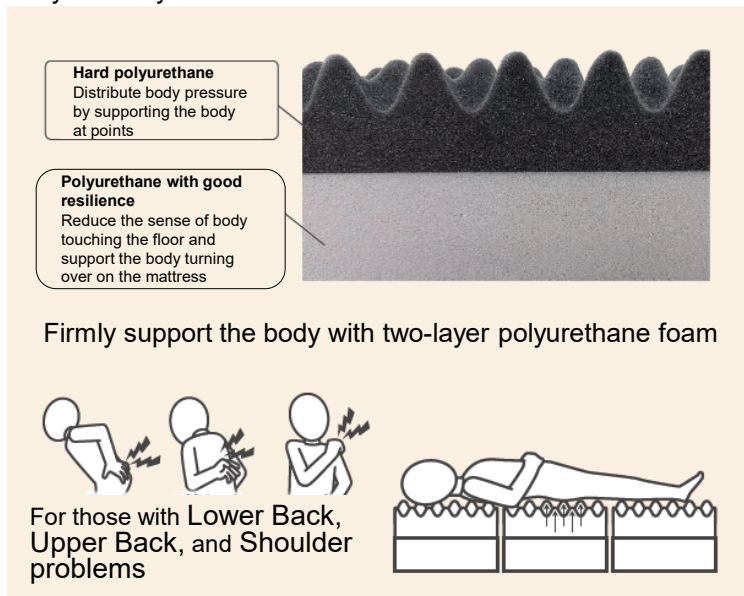 Hard polyurethane
Distribute body pressure
by supporting the body
at points
Polyurethane with good
resilience
Reduce the sense of body
touching the floor and
support the body turning
over on the mattress
Firmly support the body with two-layer polyurethane foam
For those with Lower Back,
Upper Back, and Shoulder
problems